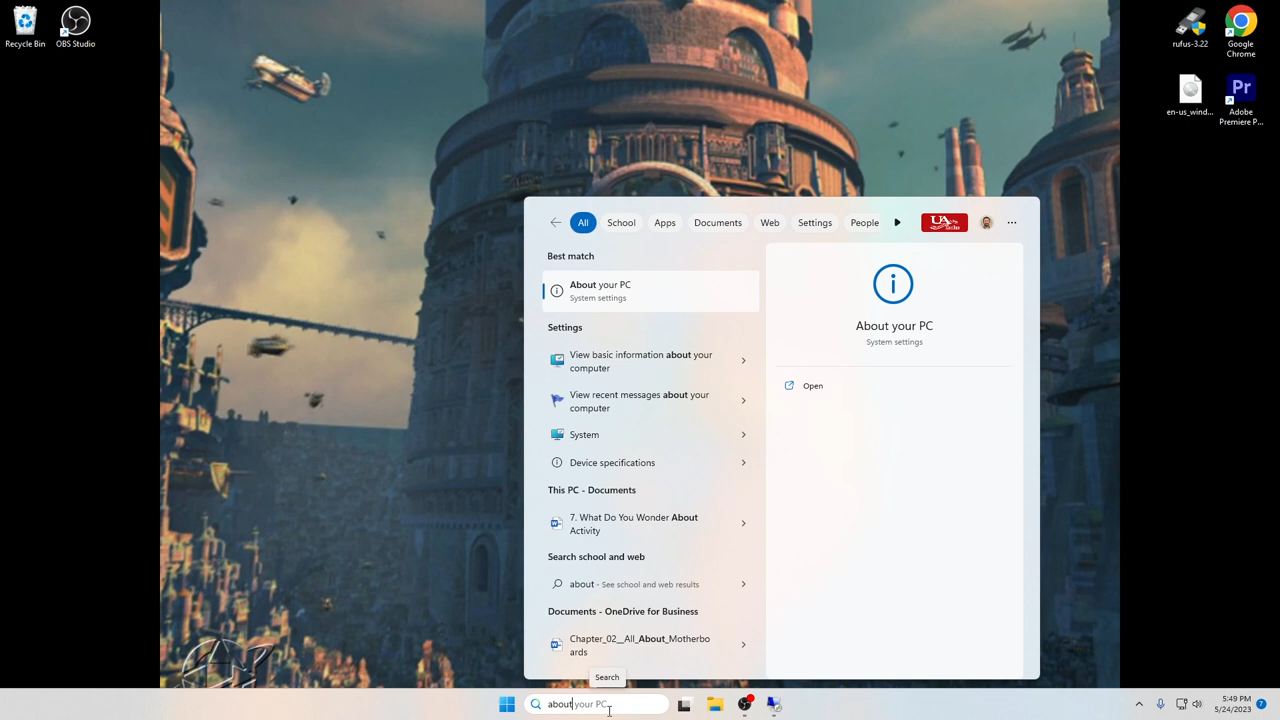 Recycle Bin
OBS Studio
rufus-3.22
Google
Chrome
en-us_wind...
Adobe
Premiere P...
All
School
Apps
Documents
Web
Settings
People
UA
Best match
About your PC
System settings
Settings
View basic information about your
computer
View recent messages about your
computer
System
Device specifications
This PC - Documents
7. What Do You Wonder About
Activity
Search school and web
about - See school and web results
Documents - OneDrive for Business
Chapter_02__All_About_Motherbo
ards
About your PC
System settings
Open
Search
about your PC
5:49 PM
5/24/2023
7